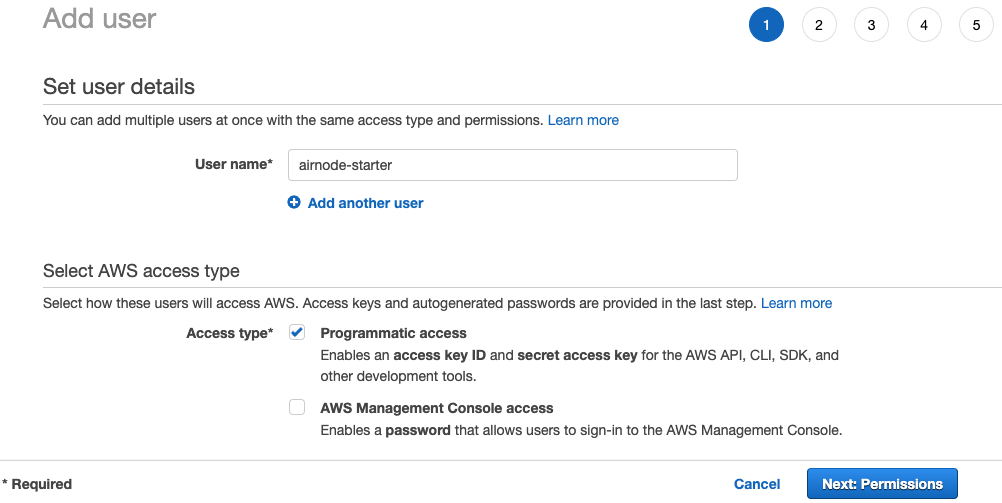 Add user
1 2 3 4 5
Set user details
You can add multiple users at once with the same access type and permissions. Learn more
User name* airnode-starter
Add another user
Select AWS access type
Select how these users will access AWS. Access keys and autogenerated passwords are provided in the last step. Learn more
Access type* Programmatic access
Enables an access key ID and secret access key for the AWS API, CLI, SDK, and
other development tools.
AWS Management Console access
Enables a password that allows users to sign-in to the AWS Management Console.
* Required Cancel Next: Permissions